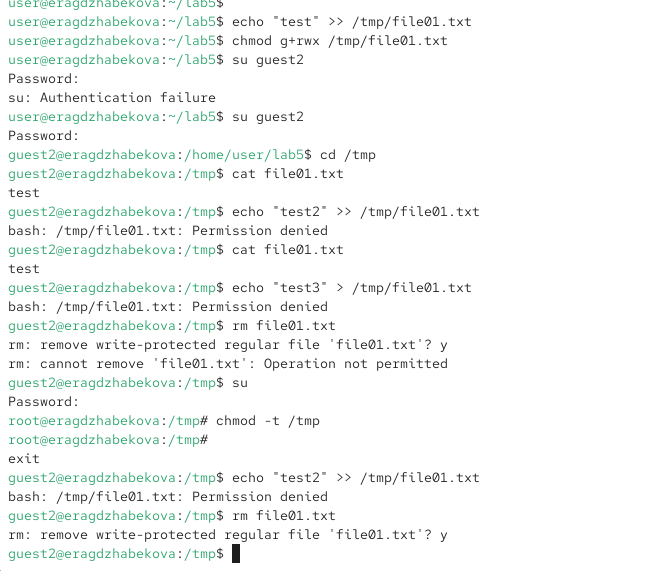 user@eragdzhabekova:~/lab5$
user@eragdzhabekova:~/lab5$ echo "test" >> /tmp/file01.txt
user@eragdzhabekova:~/lab5$ chmod g+rwx /tmp/file01.txt
user@eragdzhabekova:~/lab5$ su guest2
Password:
su: Authentication failure
user@eragdzhabekova:~/lab5$ su guest2
Password:
guest2@eragdzhabekova:/home/user/lab5$ cd /tmp
guest2@eragdzhabekova:/tmp$ cat file01.txt
test
guest2@eragdzhabekova:/tmp$ echo "test2" >> /tmp/file01.txt
bash: /tmp/file01.txt: Permission denied
guest2@eragdzhabekova:/tmp$ cat file01.txt
test
guest2@eragdzhabekova:/tmp$ echo "test3" > /tmp/file01.txt
bash: /tmp/file01.txt: Permission denied
guest2@eragdzhabekova:/tmp$ rm file01.txt
rm: remove write-protected regular file 'file01.txt'? y
rm: cannot remove 'file01.txt': Operation not permitted
guest2@eragdzhabekova:/tmp$ su
Password:
root@eragdzhabekova:/tmp# chmod -t /tmp
root@eragdzhabekova:/tmp#
exit
guest2@eragdzhabekova:/tmp$ echo "test2" >> /tmp/file01.txt
bash: /tmp/file01.txt: Permission denied
guest2@eragdzhabekova:/tmp$ rm file01.txt
rm: remove write-protected regular file 'file01.txt'? y
guest2@eragdzhabekova:/tmp$